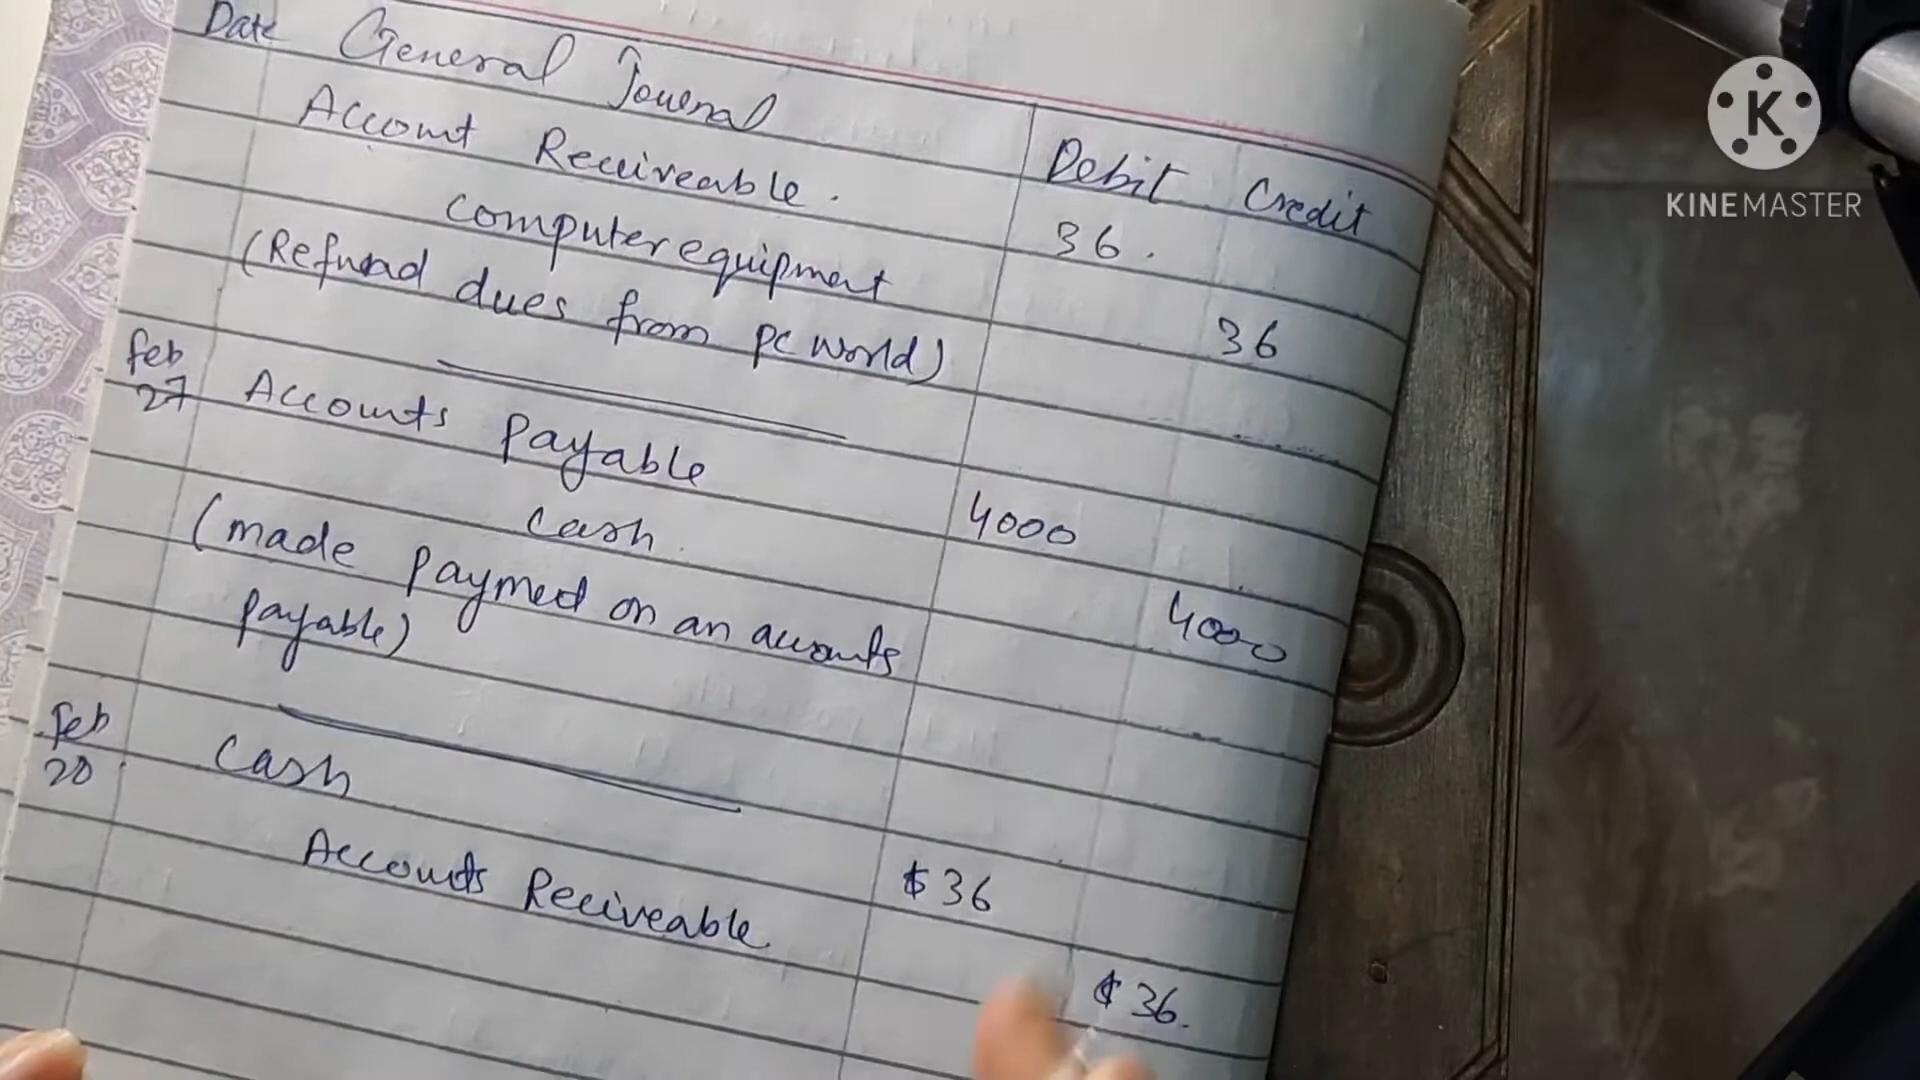 Date General Journal
Debit Credit
Account Receiveable. 36.
computer equipment 36
(Refund dues from pc world)
Feb 27 Accounts payable 4000
Cash. 4000
(made payment on an accounts
payable)
Feb 20 Cash $36
Accounts Reciveable $36.
K
KINEMASTER